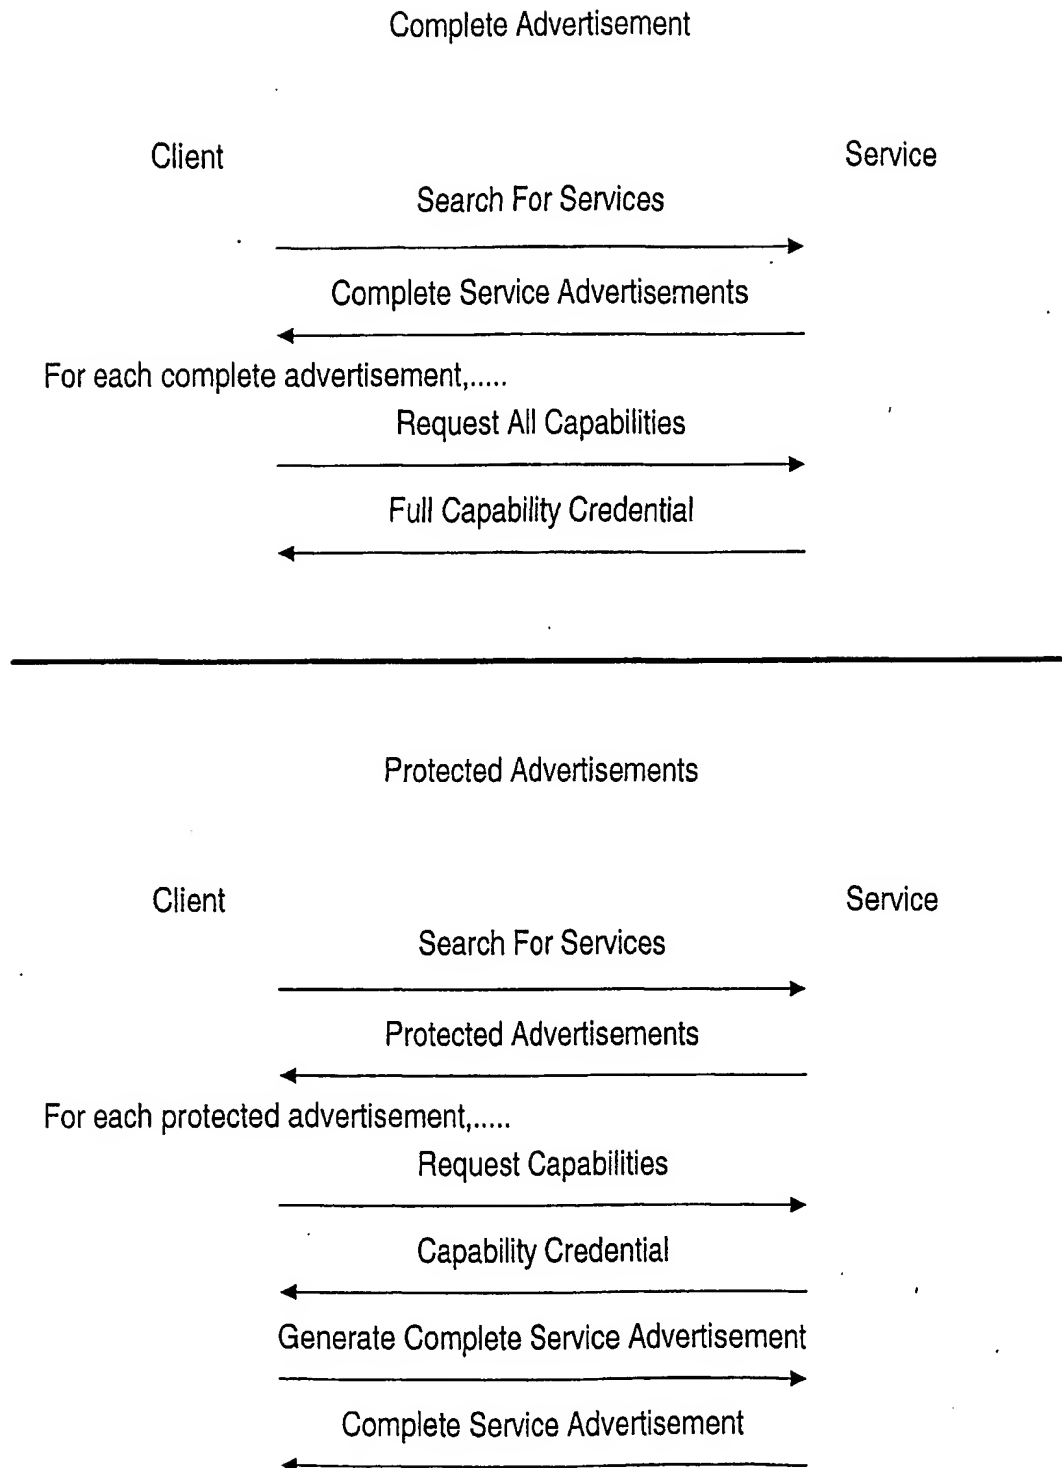 Complete Advertisement
Client
Service
Search For Services
Complete Service Advertisements
For each complete advertisement,.....
Request All Capabilities
Full Capability Credential
Protected Advertisements
Client
Service
Search For Services
Protected Advertisements
For each protected advertisement,.....
Request Capabilities
Capability Credential
Generate Complete Service Advertisement
Complete Service Advertisement